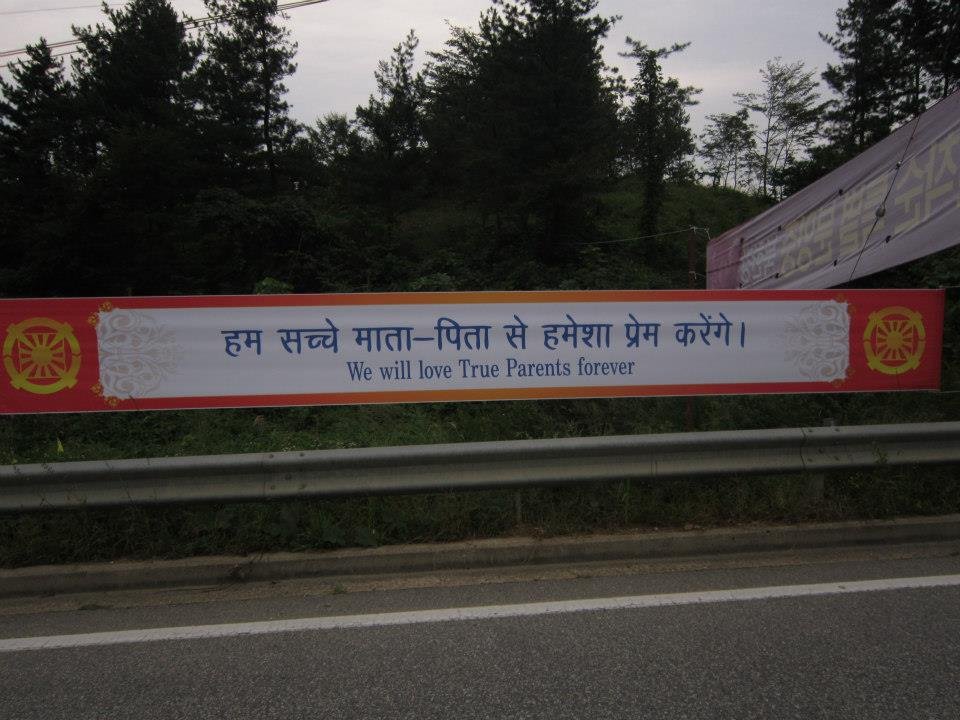 हम सच्चे माता–पिता से हमेशा प्रेम करेंगे।
We will love True Parents forever